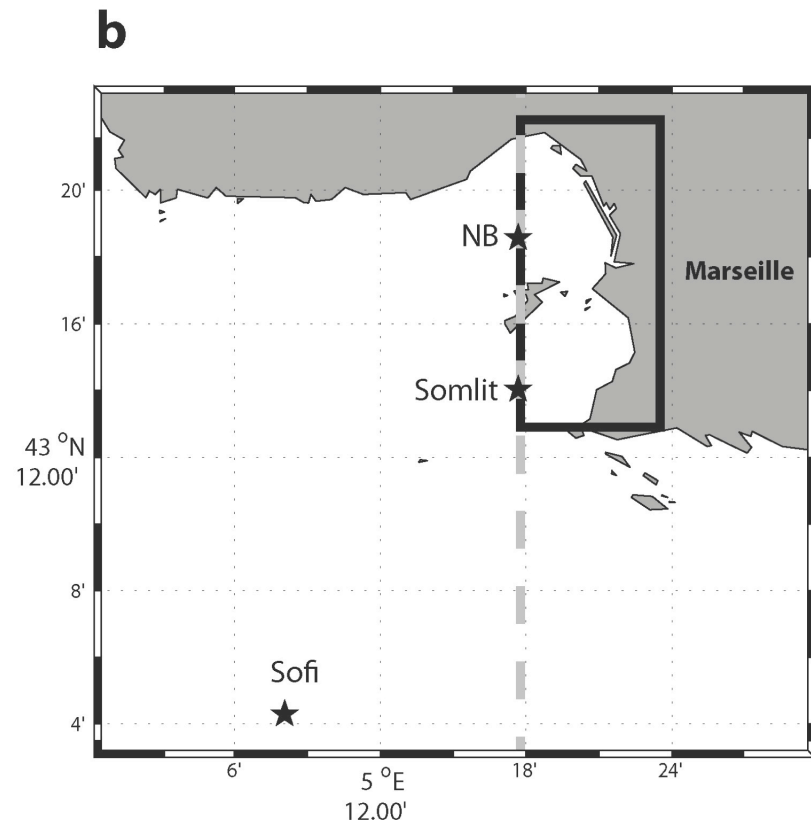 b
20'
NB
Marseille
16'
Somlit
43 °N
12.00'
8'
Sofi
4'
6'
5 °E
12.00'
18'
24'